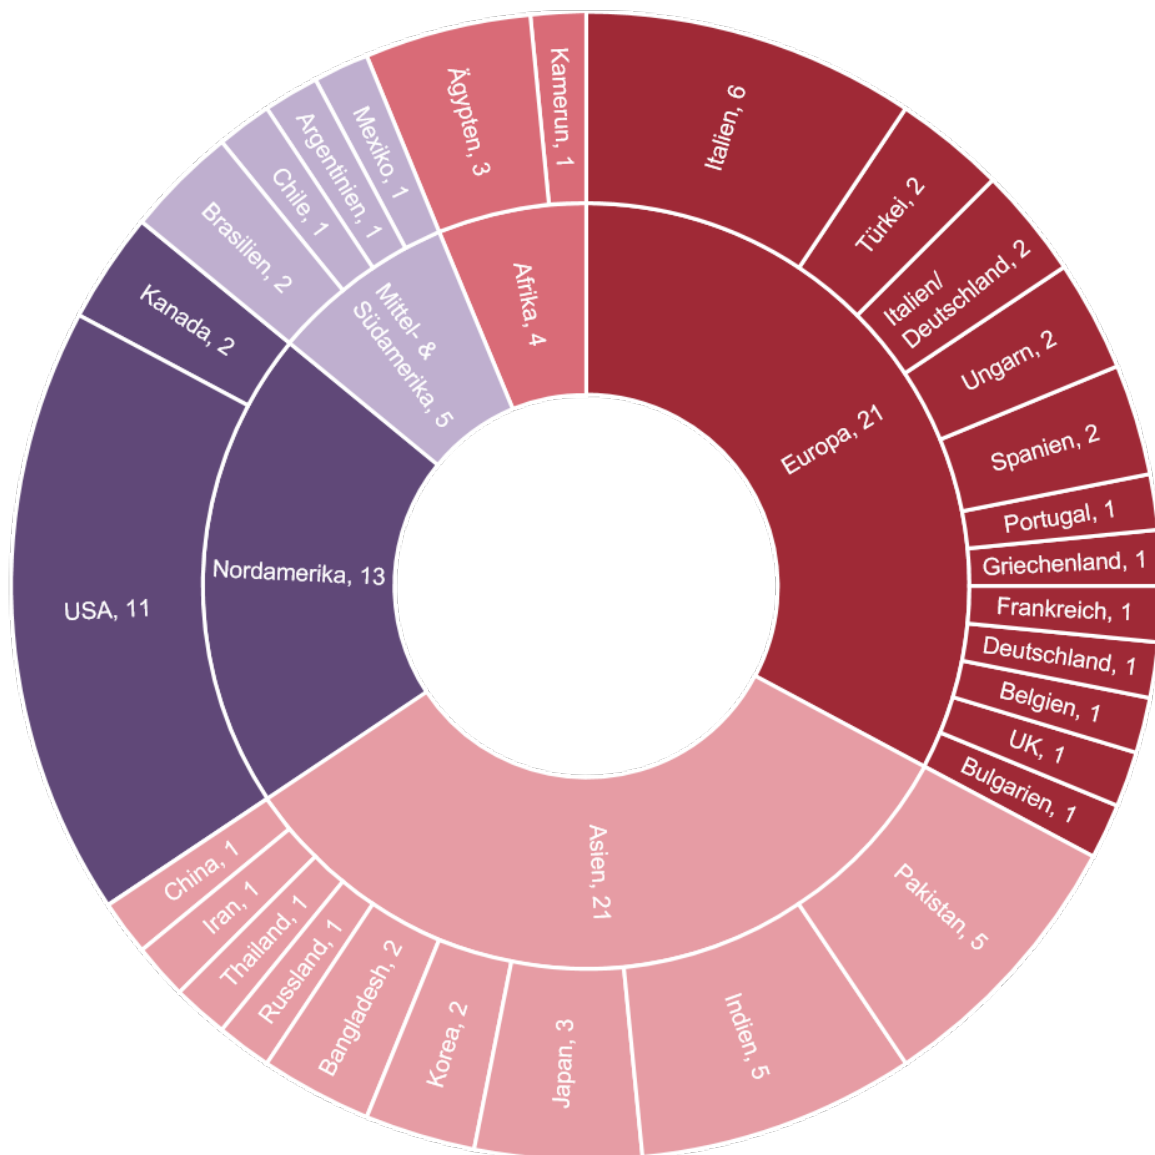 Europa, 21
Italien, 6
Türkei, 2
Italien/
Deutschland, 2
Ungarn, 2
Spanien, 2
Portugal, 1
Griechenland, 1
Frankreich, 1
Deutschland, 1
Belgien, 1
UK, 1
Bulgarien, 1
Asien, 21
Pakistan, 5
Indien, 5
Japan, 3
Korea, 2
Bangladesh, 2
Russland, 1
Thailand, 1
Iran, 1
China, 1
Nordamerika, 13
USA, 11
Kanada, 2
Mittel- &
Südamerika, 5
Brasilien, 2
Chile, 1
Argentinien, 1
Mexiko, 1
Afrika, 4
Ägypten, 3
Kamerun, 1